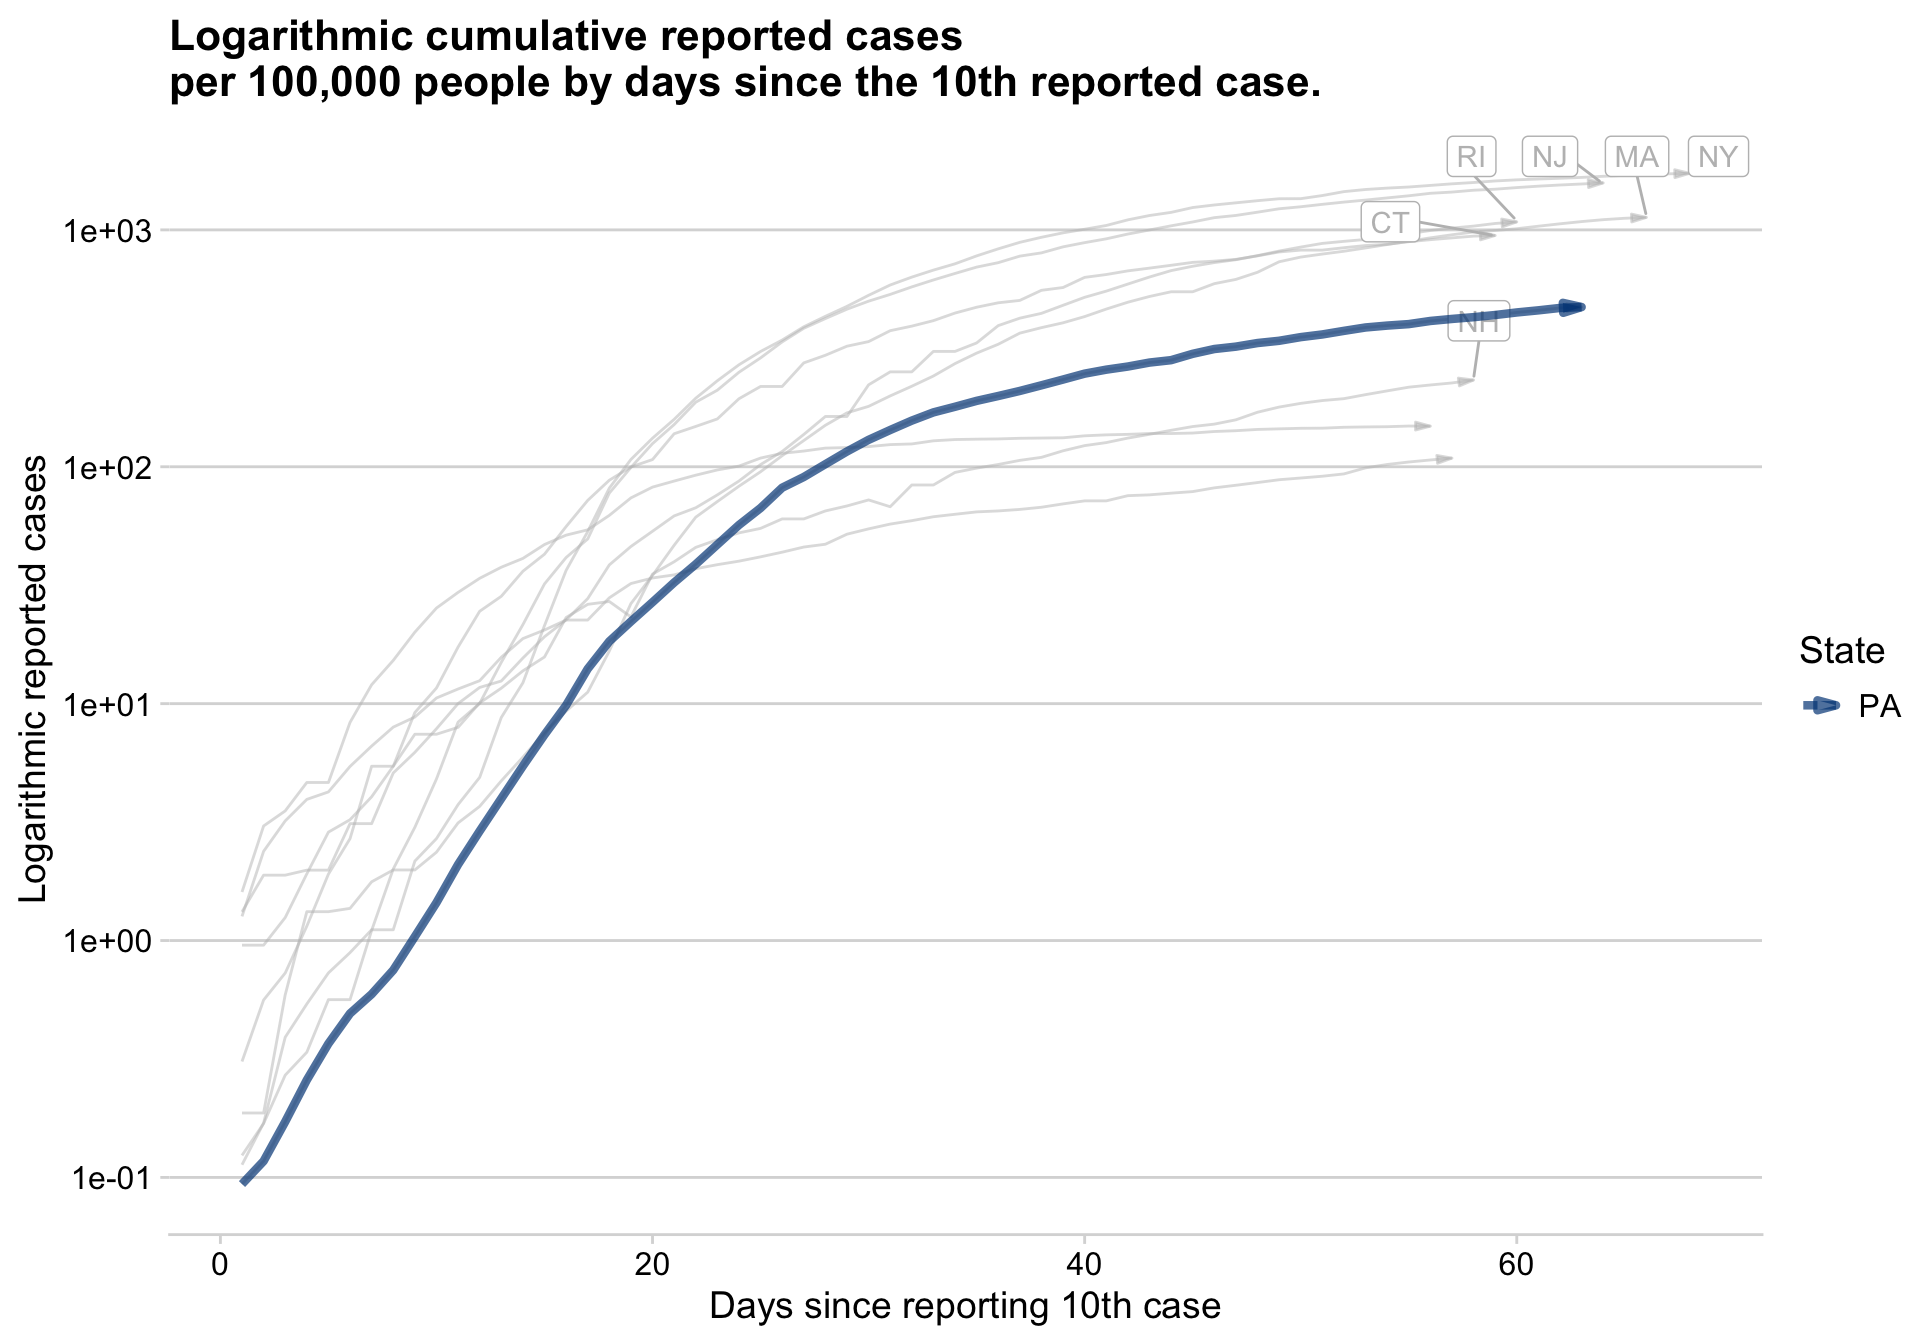 Logarithmic cumulative reported cases
per 100,000 people by days since the 10th reported case.
RI
NJ
MA
NY
CT
NH
1e+03
1e+02
1e+01
1e+00
1e-01
Logarithmic reported cases
State
PA
0
20
40
60
Days since reporting 10th case